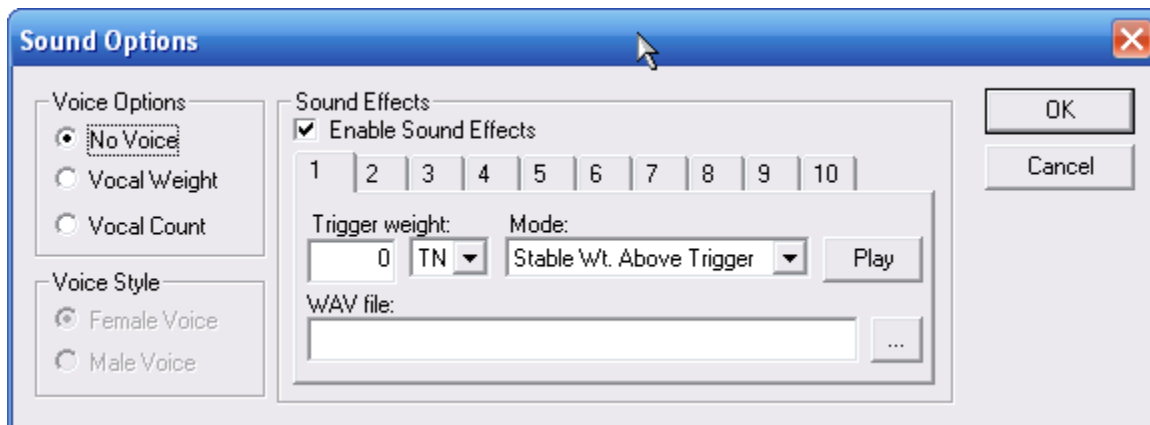 Sound Options
Voice Options
No Voice
Vocal Weight
Vocal Count
Voice Style
Female Voice
Male Voice
Sound Effects
Enable Sound Effects
1 2 3 4 5 6 7 8 9 10
Trigger weight: Mode:
0 TN Stable Wt. Above Trigger Play
WAV file:
...
OK
Cancel